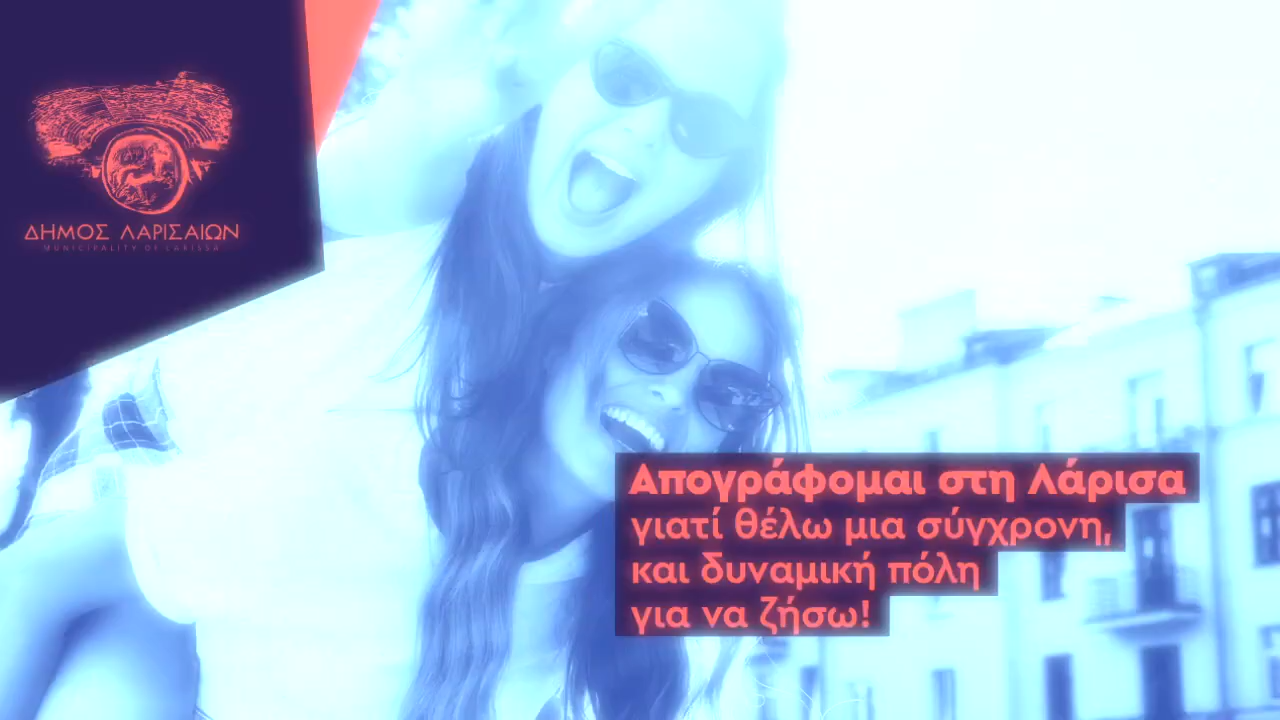 ΔΗΜΟΣ ΛΑΡΙΣΑΙΩΝ
MUNICIPALITY OF LARISSA
Απογράφομαι στη Λάρισα
γιατί θέλω μια σύγχρονη,
και δυναμική πόλη
για να ζήσω!